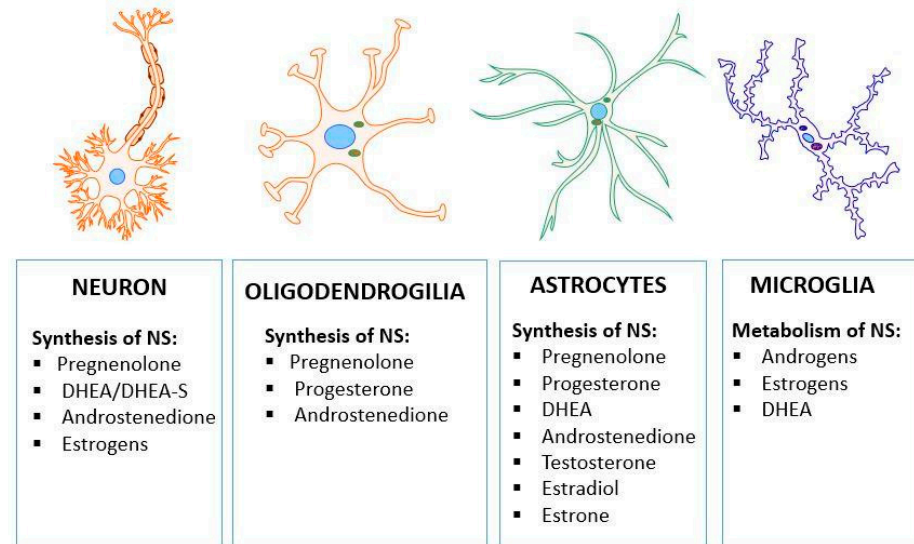 NEURON
Synthesis of NS:
▪ Pregnenolone
▪ DHEA/DHEA-S
▪ Androstenedione
▪ Estrogens
OLIGODENDROGILIA
Synthesis of NS:
▪ Pregnenolone
▪ Progesterone
▪ Androstenedione
ASTROCYTES
Synthesis of NS:
▪ Pregnenolone
▪ Progesterone
▪ DHEA
▪ Androstenedione
▪ Testosterone
▪ Estradiol
▪ Estrone
MICROGLIA
Metabolism of NS:
▪ Androgens
▪ Estrogens
▪ DHEA